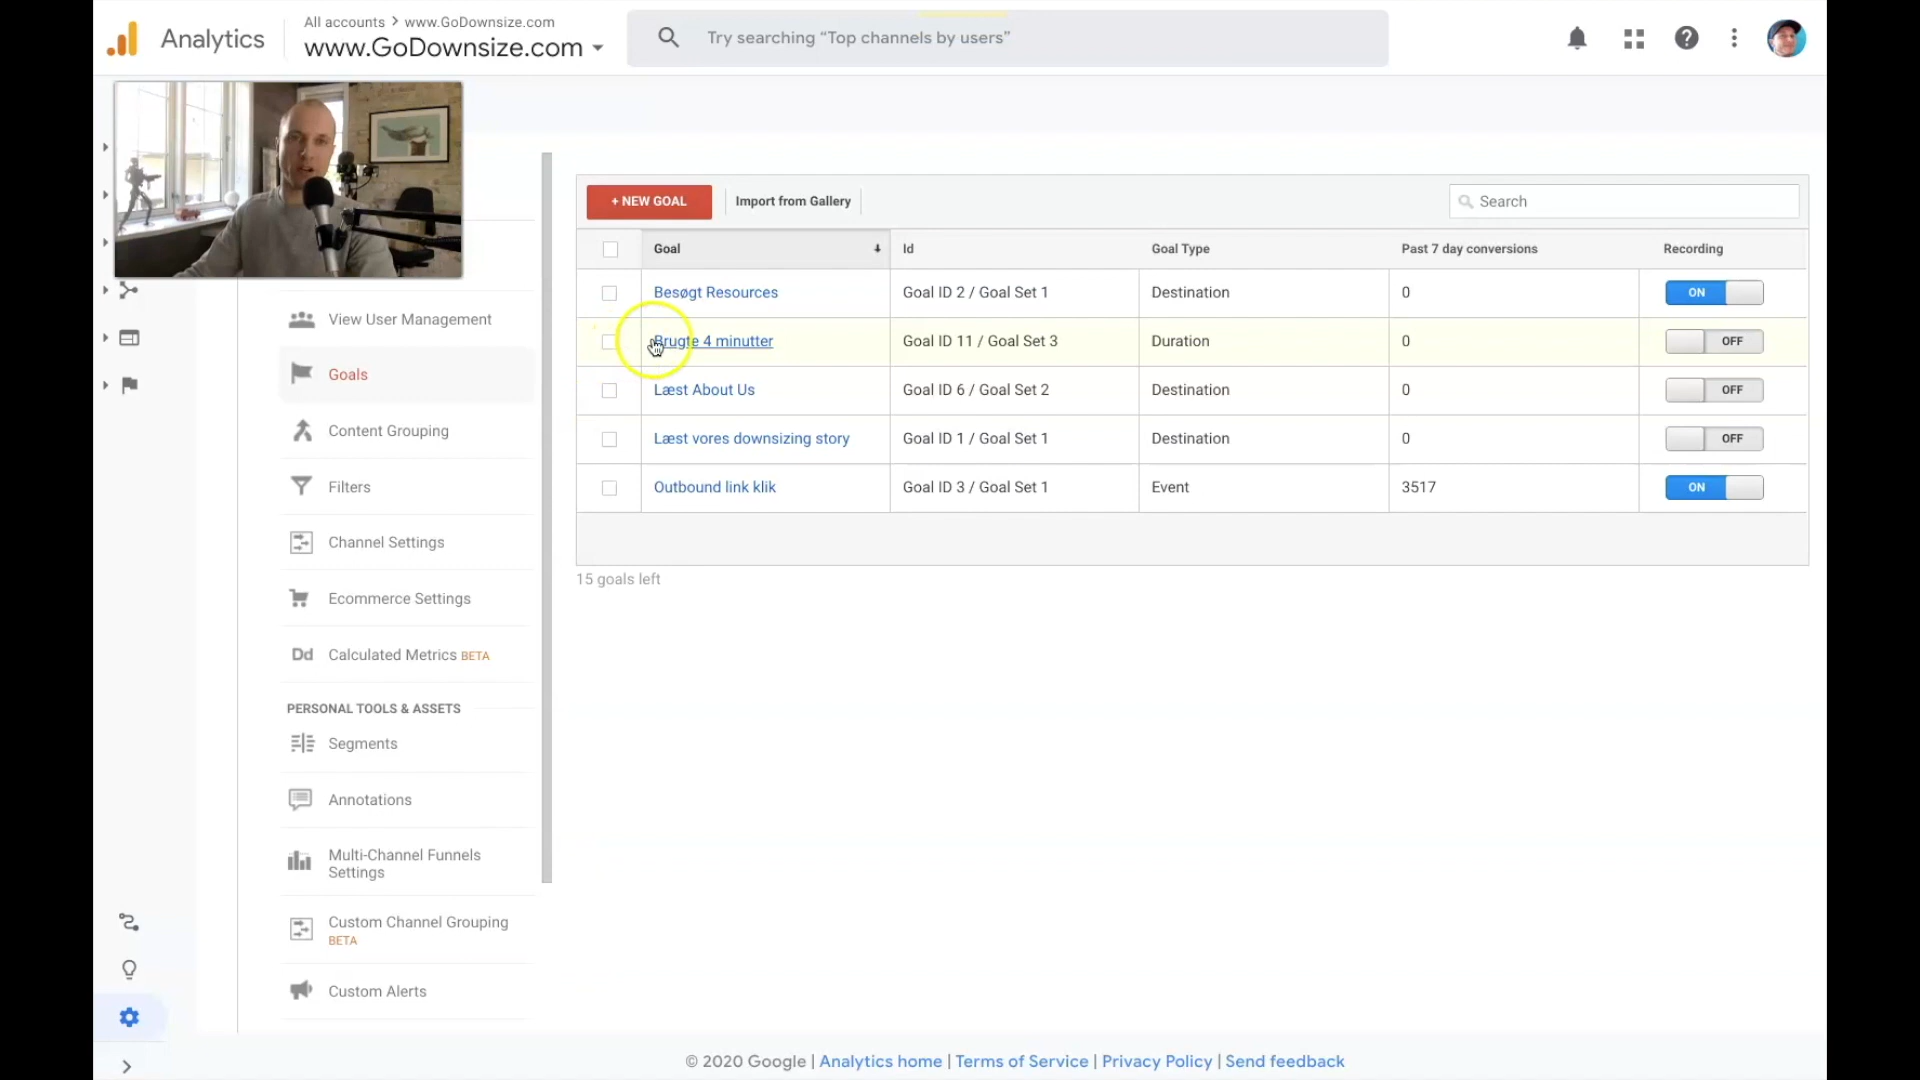 Analytics
All accounts > www.GoDownsize.com
www.GoDownsize.com
Try searching “Top channels by users”
+ NEW GOAL
Import from Gallery
Search
Goal
Id
Goal Type
Past 7 day conversions
Recording
Besøgt Resources
Goal ID 2 / Goal Set 1
Destination
0
ON
Brugte 4 minutter
Goal ID 11 / Goal Set 3
Duration
0
OFF
Læst About Us
Goal ID 6 / Goal Set 2
Destination
0
OFF
Læst vores downsizing story
Goal ID 1 / Goal Set 1
Destination
0
OFF
Outbound link klik
Goal ID 3 / Goal Set 1
Event
3517
ON
15 goals left
View User Management
Goals
Content Grouping
Filters
Channel Settings
Ecommerce Settings
Dd Calculated Metrics BETA
PERSONAL TOOLS & ASSETS
Segments
Annotations
Multi-Channel Funnels
Settings
Custom Channel Grouping
BETA
Custom Alerts
© 2020 Google | Analytics home | Terms of Service | Privacy Policy | Send feedback